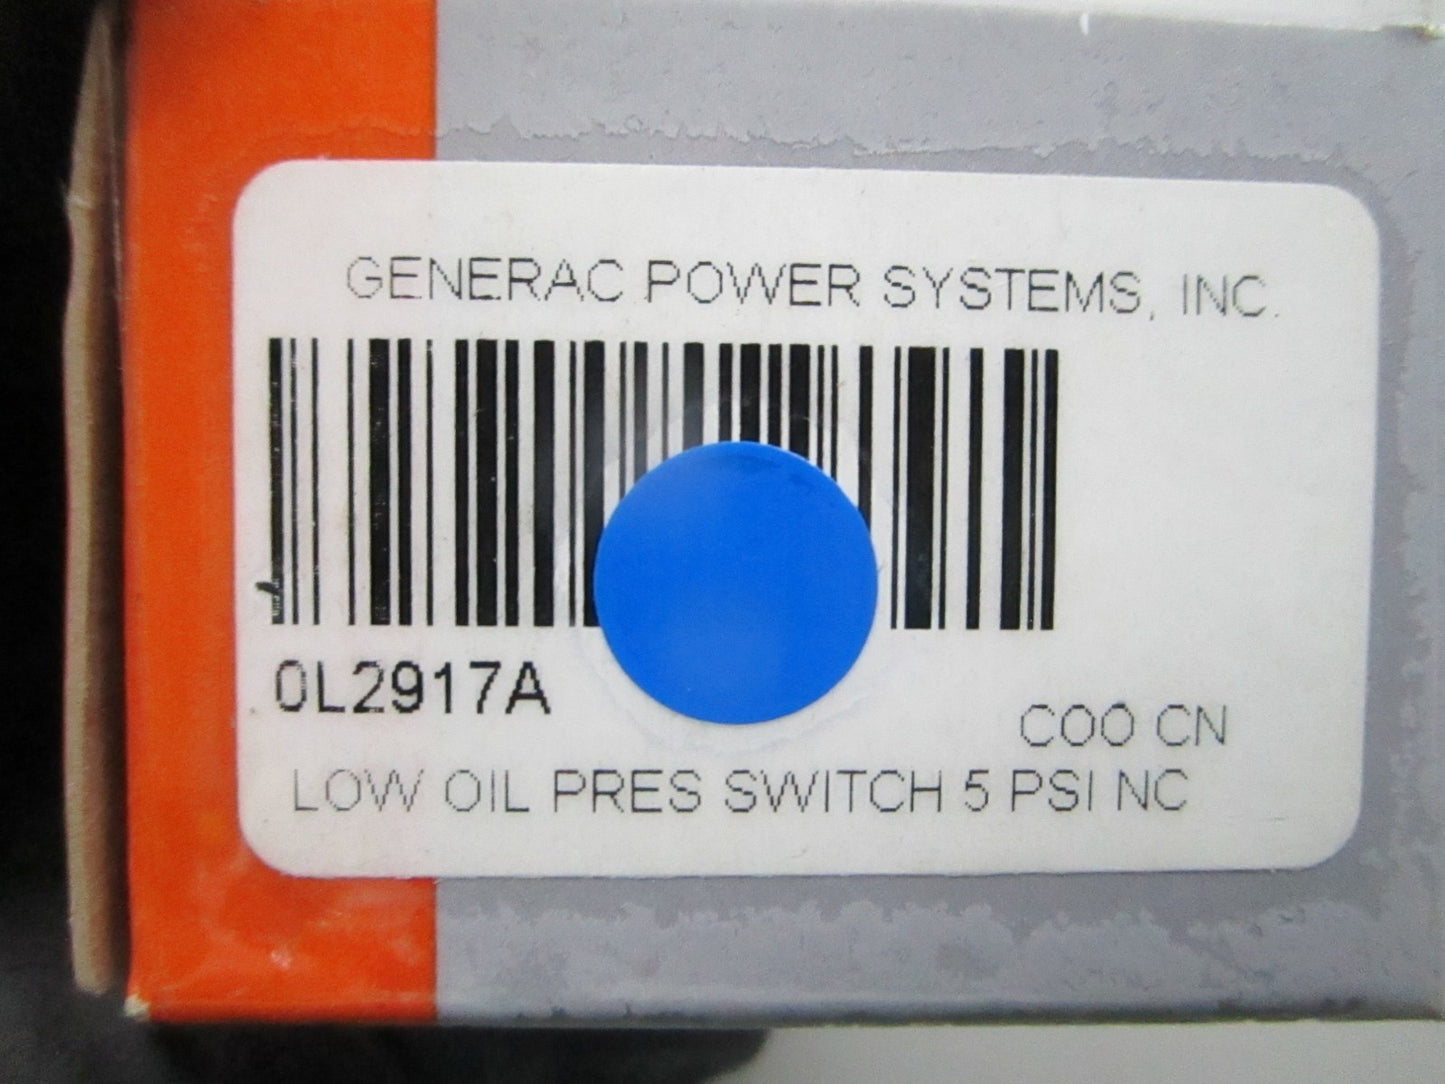 GENERAC POWER SYSTEMS, INC.
0L2917A
COO CN
LOW OIL PRES SWITCH 5 PSI NC